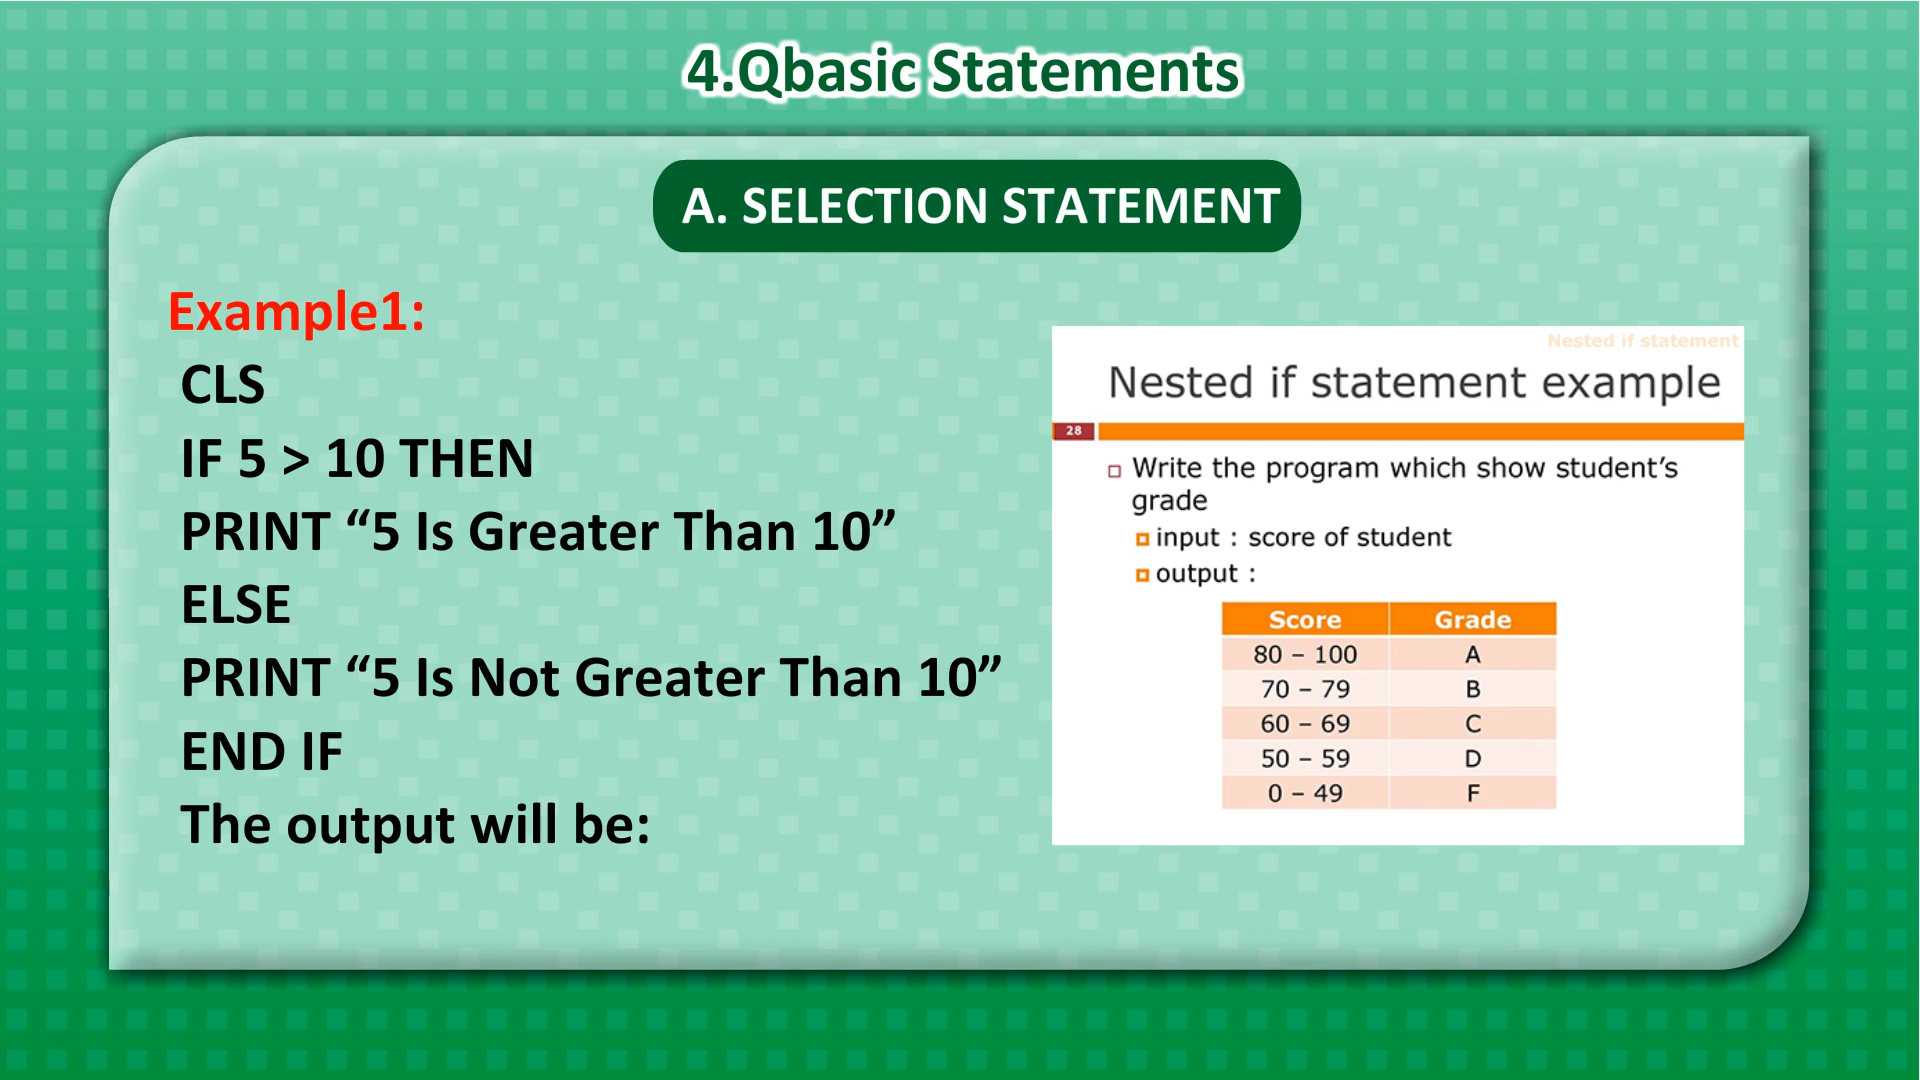 4.Qbasic Statements
A. SELECTION STATEMENT
Example1:
CLS
IF 5 > 10 THEN
PRINT “5 Is Greater Than 10”
ELSE
PRINT “5 Is Not Greater Than 10”
END IF
The output will be:
Nested if statement
Nested if statement example
28
Write the program which show student’s
grade
input : score of student
output :
Score Grade
80 – 100 A
70 – 79 B
60 – 69 C
50 – 59 D
0 – 49 F